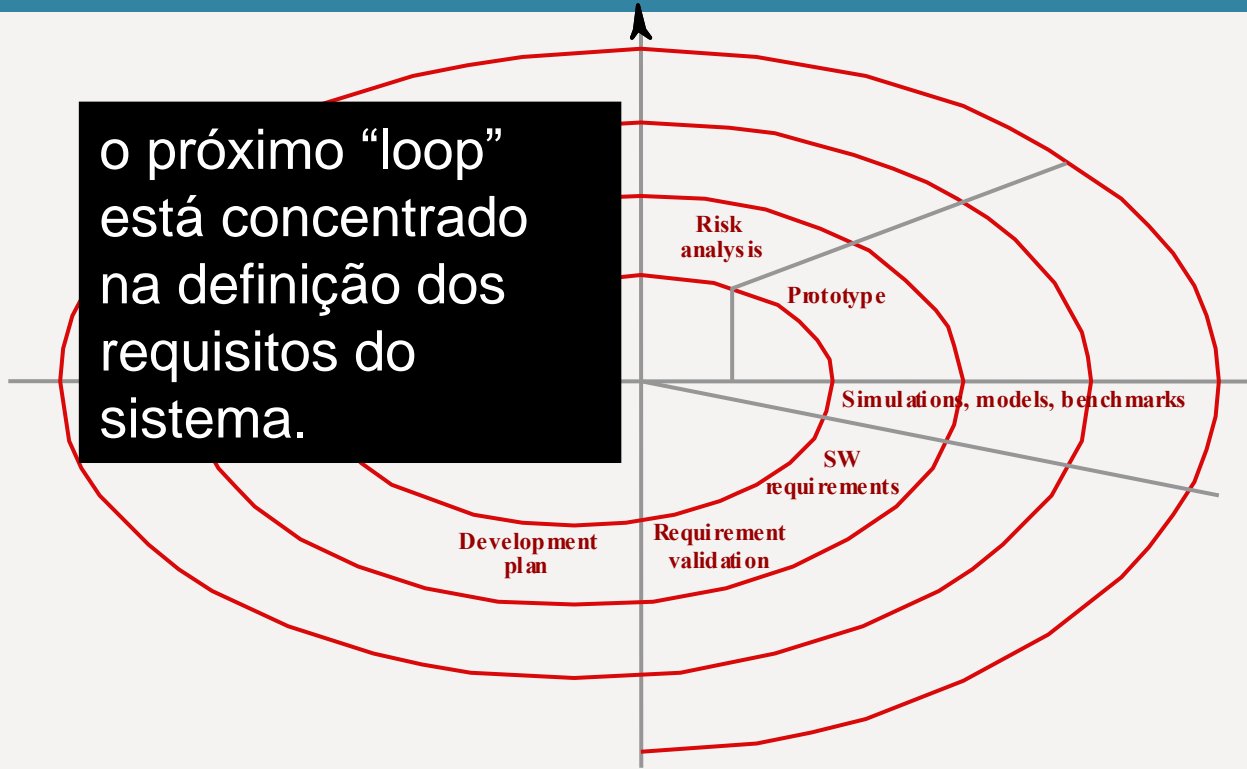 o próximo “loop”
está concentrado
na definição dos
requisitos do
sistema.
Risk
analysis
Prototype
Simulations, models, benchmarks
SW
requirements
Requirement
validation
Development
plan